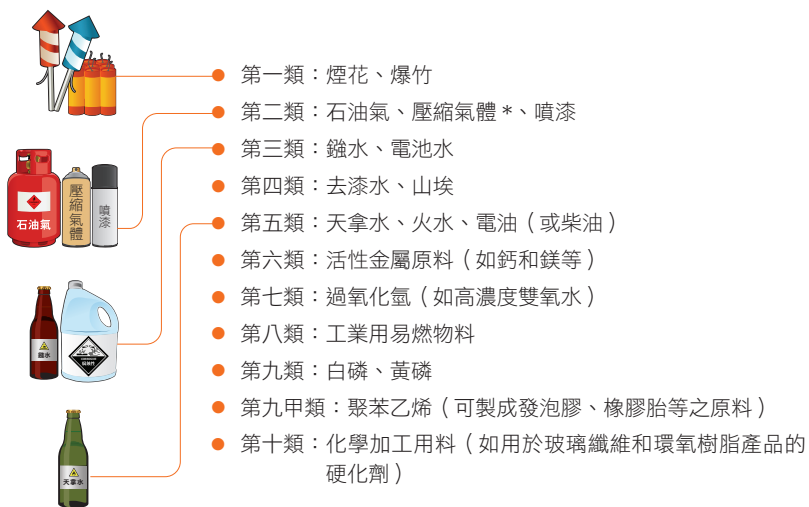 第一類：煙花、爆竹
第二類：石油氣、壓縮氣體*、噴漆
第三類：鏹水、電池水
第四類：去漆水、山埃
第五類：天拿水、火水、電油（或柴油）
第六類：活性金屬原料（如鈣和鎂等）
第七類：過氧化氫（如高濃度雙氧水）
第八類：工業用易燃物料
第九類：白磷、黃磷
第九甲類：聚苯乙烯（可製成發泡膠、橡膠胎等之原料）
第十類：化學加工用料（如用於玻璃纖維和環氧樹脂產品的
硬化劑）
石油氣
壓縮氣體
噴漆
鏹水
天拿水